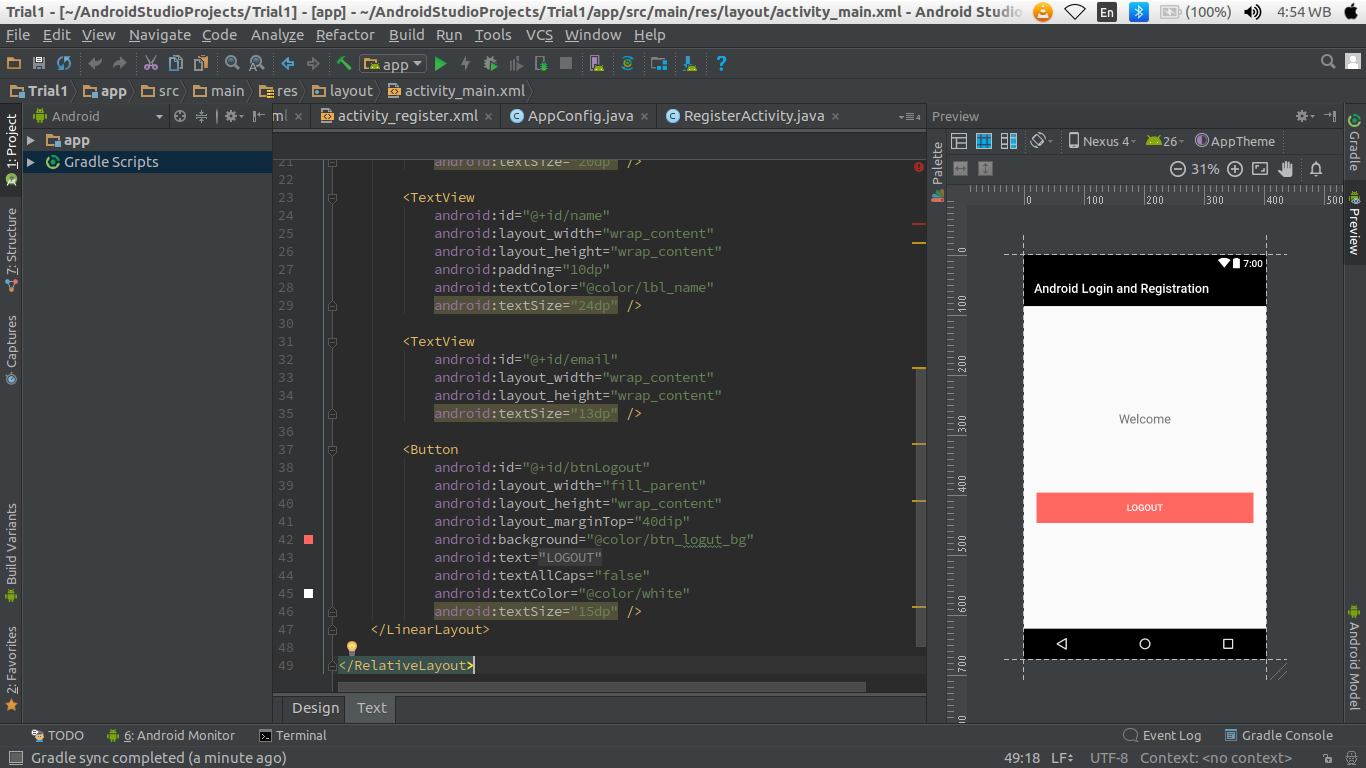 Trial1 - [~/AndroidStudioProjects/Trial1] - [app] - ~/AndroidStudioProjects/Trial1/app/src/main/res/layout/activity_main.xml - Android Studio
En
(100%)
4:54 WB
File Edit View Navigate Code Analyze Refactor Build Run Tools VCS Window Help
app
Trial1 app src main res layout activity_main.xml
Android
ml × activity_register.xml × AppConfig.java × RegisterActivity.java ×
4
Preview
app
Gradle Scripts
1: Project
7: Structure
Captures
Build Variants
2: Favorites
21 android:textSize="20dp" />
22
23 <TextView
24 android:id="@+id/name"
25 android:layout_width="wrap_content"
26 android:layout_height="wrap_content"
27 android:padding="10dp"
28 android:textColor="@color/lbl_name"
29 android:textSize="24dp" />
30
31 <TextView
32 android:id="@+id/email"
33 android:layout_width="wrap_content"
34 android:layout_height="wrap_content"
35 android:textSize="13dp" />
36
37 <Button
38 android:id="@+id/btnLogout"
39 android:layout_width="fill_parent"
40 android:layout_height="wrap_content"
41 android:layout_marginTop="40dip"
42 android:background="@color/btn_logut_bg"
43 android:text="LOGOUT"
44 android:textAllCaps="false"
45 android:textColor="@color/white"
46 android:textSize="15dp" />
47 </LinearLayout>
48
49 </RelativeLayout>
Design Text
Palette
Nexus 4 26 AppTheme
31%
0 100 200 300 400 500
0
100
200
300
400
500
600
700
7:00
Android Login and Registration
Welcome
LOGOUT
Gradle
Preview
Android Model
TODO 6: Android Monitor Terminal Event Log Gradle Console
Gradle sync completed (a minute ago) 49:18 LF÷ UTF-8 Context: <no context>